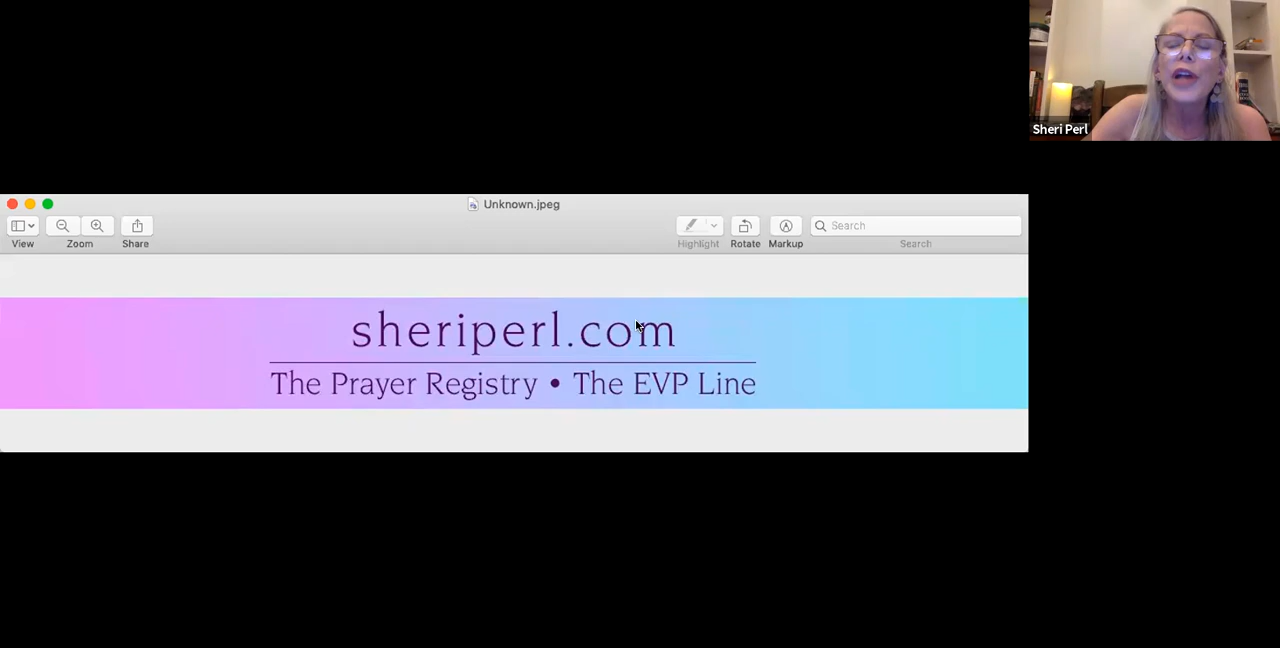 Sheri Perl
Unknown.jpeg
View
Zoom
Share
Highlight
Rotate
Markup
Search
Search
sheriperl.com
The Prayer Registry • The EVP Line